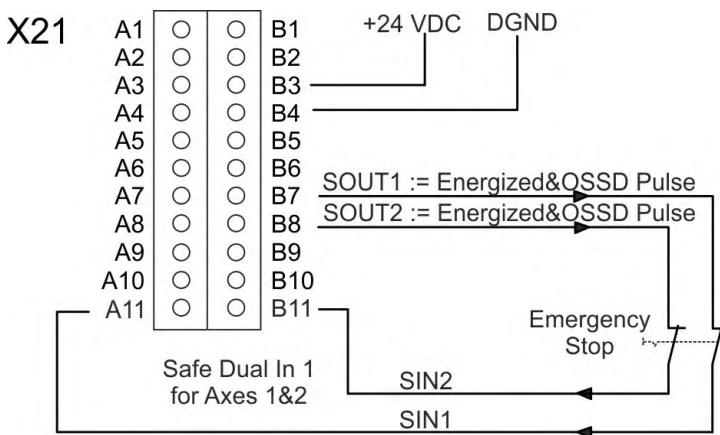 X21
+24 VDC DGND
A1 B1
A2 B2
A3 B3
A4 B4
A5 B5
A6 B6
A7 B7
A8 B8
A9 B9
A10 B10
A11 B11
SOUT1 := Energized&OSSD Pulse
SOUT2 := Energized&OSSD Pulse
Emergency
Stop
Safe Dual In 1
for Axes 1&2
SIN2
SIN1